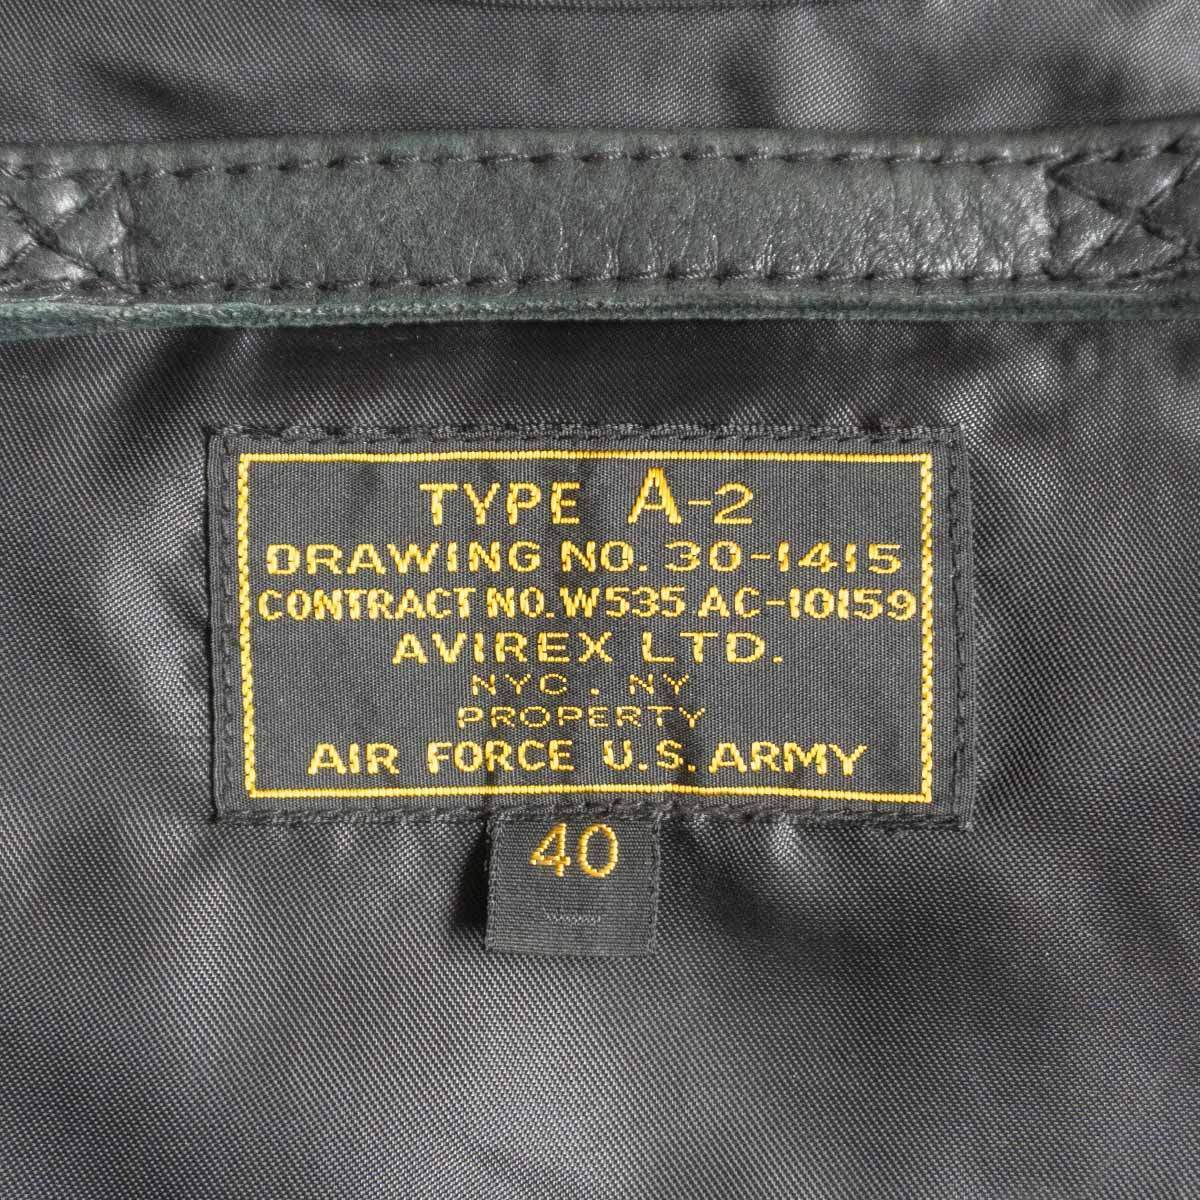 TYPE A-2
DRAWING NO. 30-1415
CONTRACT NO. W535 AC-10159
AVIREX LTD.
NYC . NY
PROPERTY
AIR FORCE U.S. ARMY
40